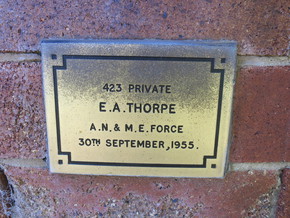 423 PRIVATE
E.A.THORPE
A.N.& M.E.FORCE
30TH SEPTEMBER,1955.